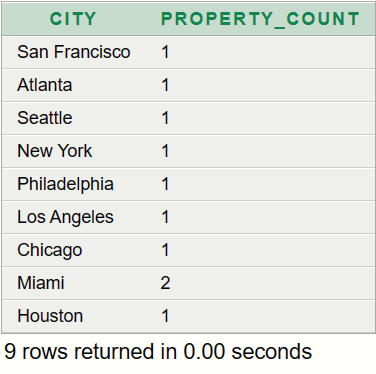 CITY PROPERTY_COUNT
San Francisco 1
Atlanta 1
Seattle 1
New York 1
Philadelphia 1
Los Angeles 1
Chicago 1
Miami 2
Houston 1
9 rows returned in 0.00 seconds